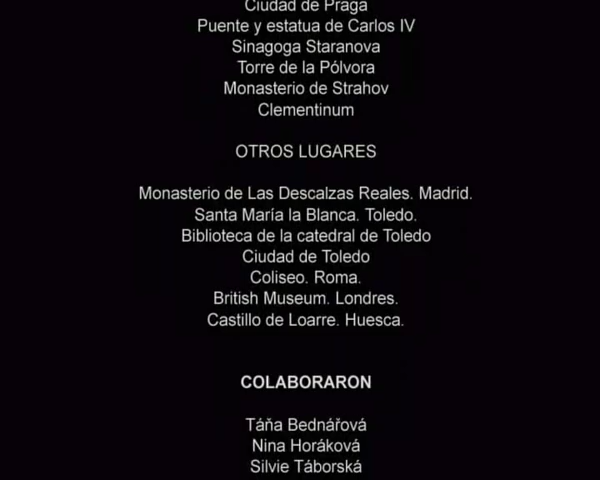 Ciudad de Praga
Puente y estatua de Carlos IV
Sinagoga Staranova
Torre de la Pólvora
Monasterio de Strahov
Clementinum
OTROS LUGARES
Monasterio de Las Descalzas Reales. Madrid.
Santa María la Blanca. Toledo.
Biblioteca de la catedral de Toledo
Ciudad de Toledo
Coliseo. Roma.
British Museum. Londres.
Castillo de Loarre. Huesca.
COLABORARON
Táňa Bednářová
Nina Horáková
Silvie Táborská